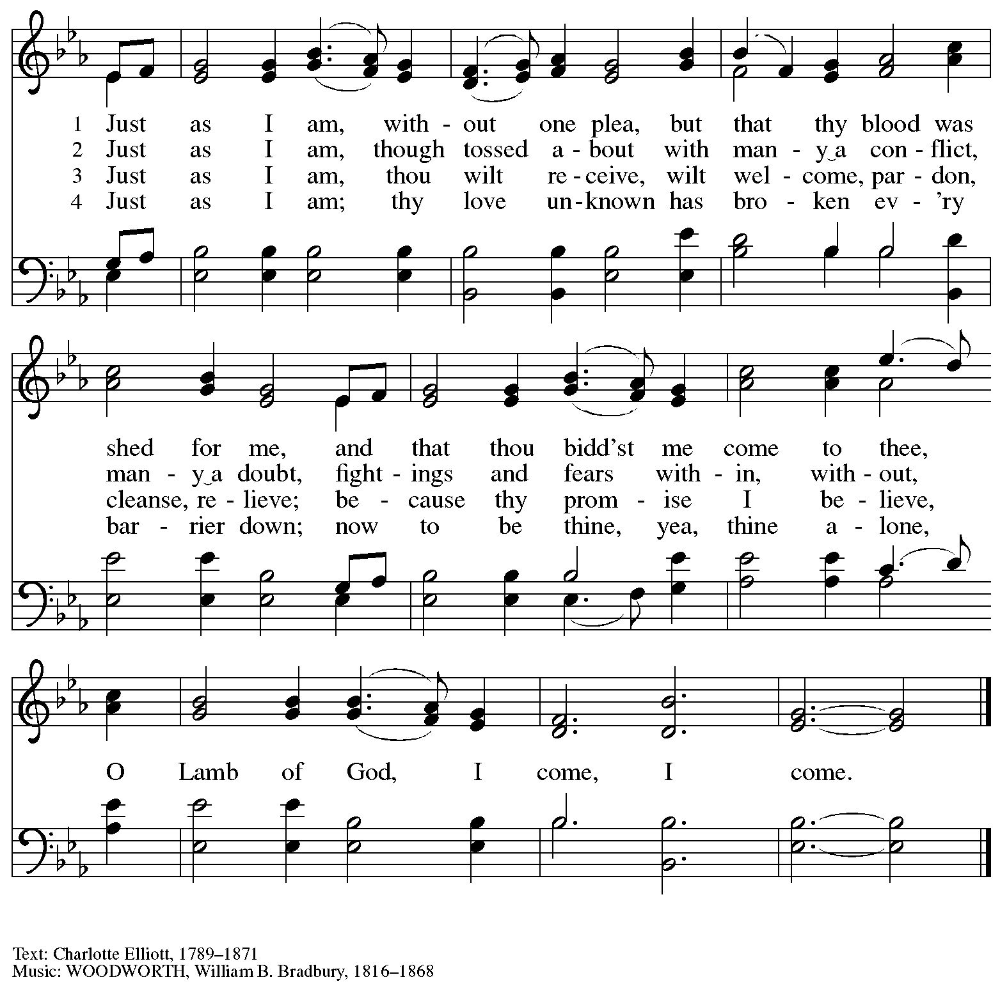 1 Just as I am, with - out one plea, but that thy blood was
2 Just as I am, though tossed a - bout with man - y a con - flict,
3 Just as I am, thou wilt re - ceive, wilt wel - come, par - don,
4 Just as I am; thy love un - known has bro - ken ev - 'ry
shed for me, and that thou bidd'st me come to thee,
man - y a doubt, fight - ings and fears with - in, with - out,
cleanse, re - lieve; be - cause thy prom - ise I be - lieve,
bar - rier down; now to be thine, yea, thine a - lone,
O Lamb of God, I come, I come.
Text: Charlotte Elliott, 1789–1871
Music: WOODWORTH, William B. Bradbury, 1816–1868